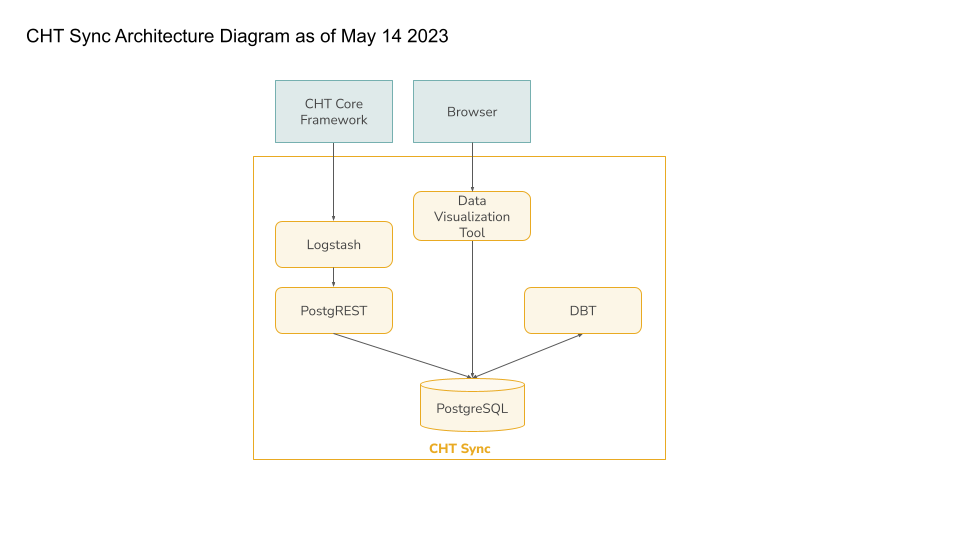 CHT Sync Architecture Diagram as of May 14 2023
CHT Core
Framework
Browser
Data
Visualization
Tool
Logstash
PostgREST
DBT
PostgreSQL
CHT Sync